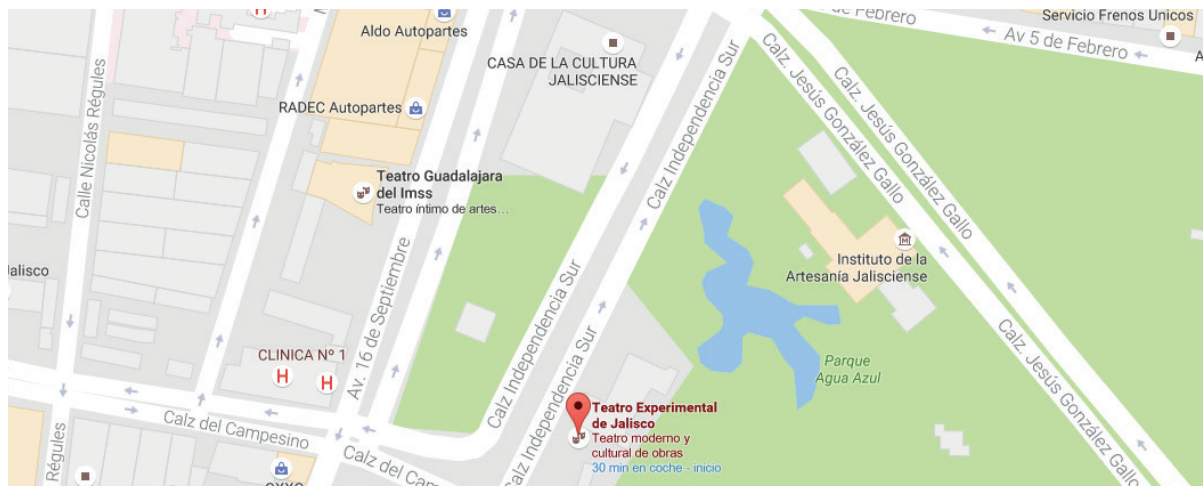 Aldo Autopartes
CASA DE LA CULTURA
JALISCIENSE
Servicio Frenos Unicos
de Febrero
Av 5 de Febrero
A
RADEC Autopartes
Calle Nicolás Régules
Calz Independencia Sur
Calz. Jesús González Gallo
Calz. Jesús González Gallo
Teatro Guadalajara
del Imss
Teatro íntimo de artes...
Jalisco
Instituto de la
Artesanía Jalisciense
Av. 16 de Septiembre
Calz Independencia Sur
CLINICA Nº 1
H
H
H
Parque
Agua Azul
Calz. Jesús González Gallo
Calz Independencia Sur
Teatro Experimental
de Jalisco
Teatro moderno y
cultural de obras
30 min en coche - inicio
Régules
Calz del Campesino
Calz del Cam
OXXO